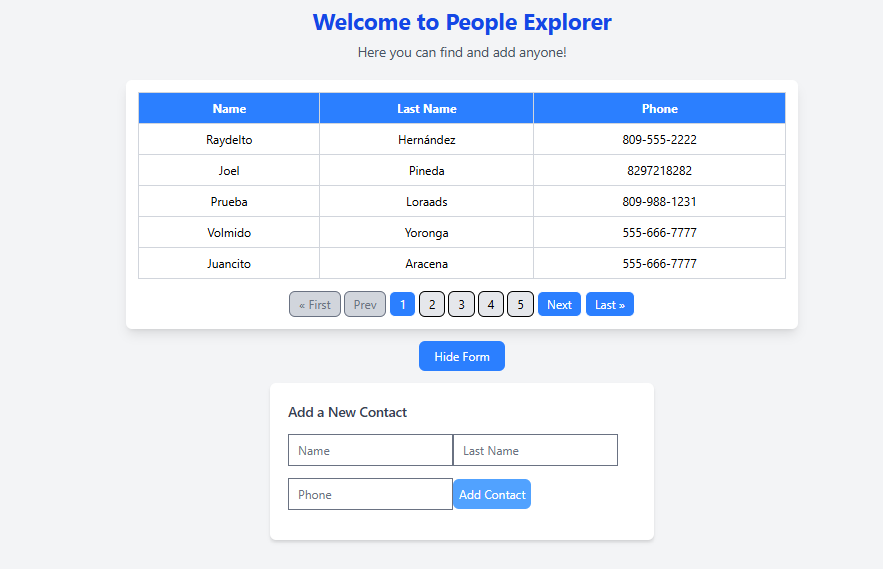 Welcome to People Explorer
Here you can find and add anyone!
Name Last Name Phone
Raydelto Hernández 809-555-2222
Joel Pineda 8297218282
Prueba Loraads 809-988-1231
Volmido Yoronga 555-666-7777
Juancito Aracena 555-666-7777
« First Prev 1 2 3 4 5 Next Last »
Hide Form
Add a New Contact
Name Last Name
Phone Add Contact